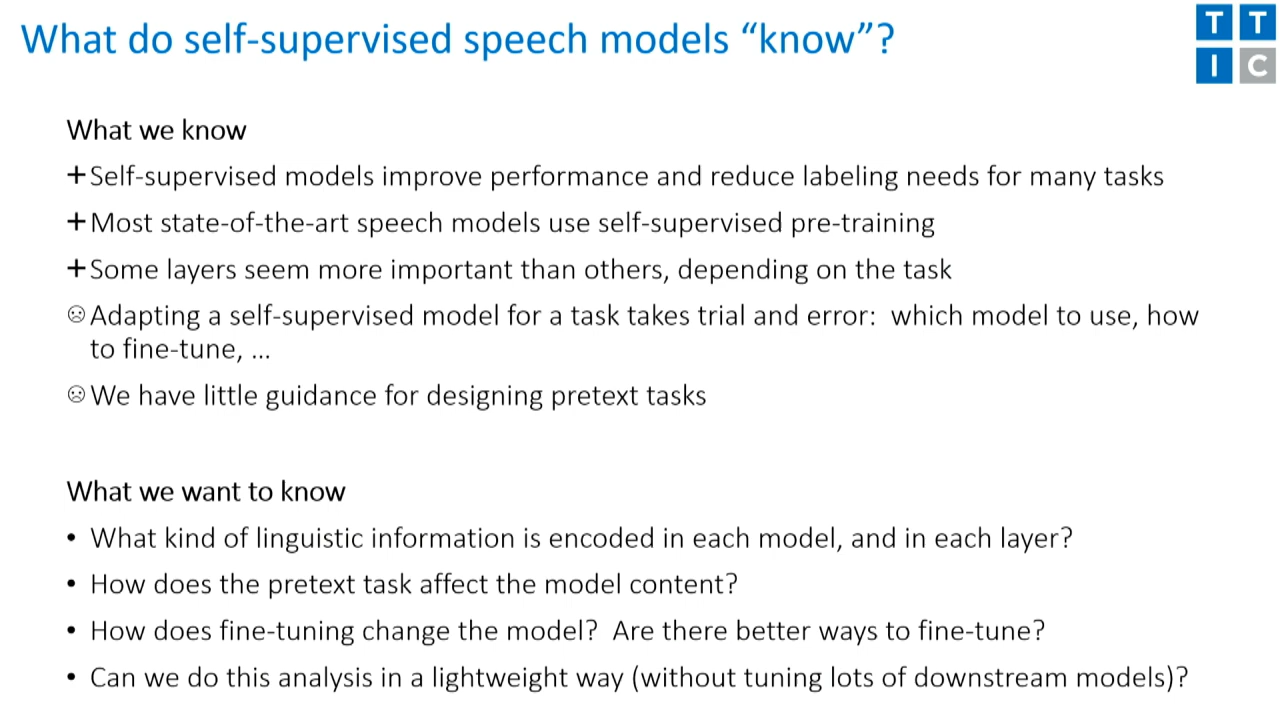 What do self-supervised speech models “know”?
T T
I C
What we know
+ Self-supervised models improve performance and reduce labeling needs for many tasks
+ Most state-of-the-art speech models use self-supervised pre-training
+ Some layers seem more important than others, depending on the task
☹ Adapting a self-supervised model for a task takes trial and error:  which model to use, how
to fine-tune, ...
☹ We have little guidance for designing pretext tasks
What we want to know
• What kind of linguistic information is encoded in each model, and in each layer?
• How does the pretext task affect the model content?
• How does fine-tuning change the model?  Are there better ways to fine-tune?
• Can we do this analysis in a lightweight way (without tuning lots of downstream models)?